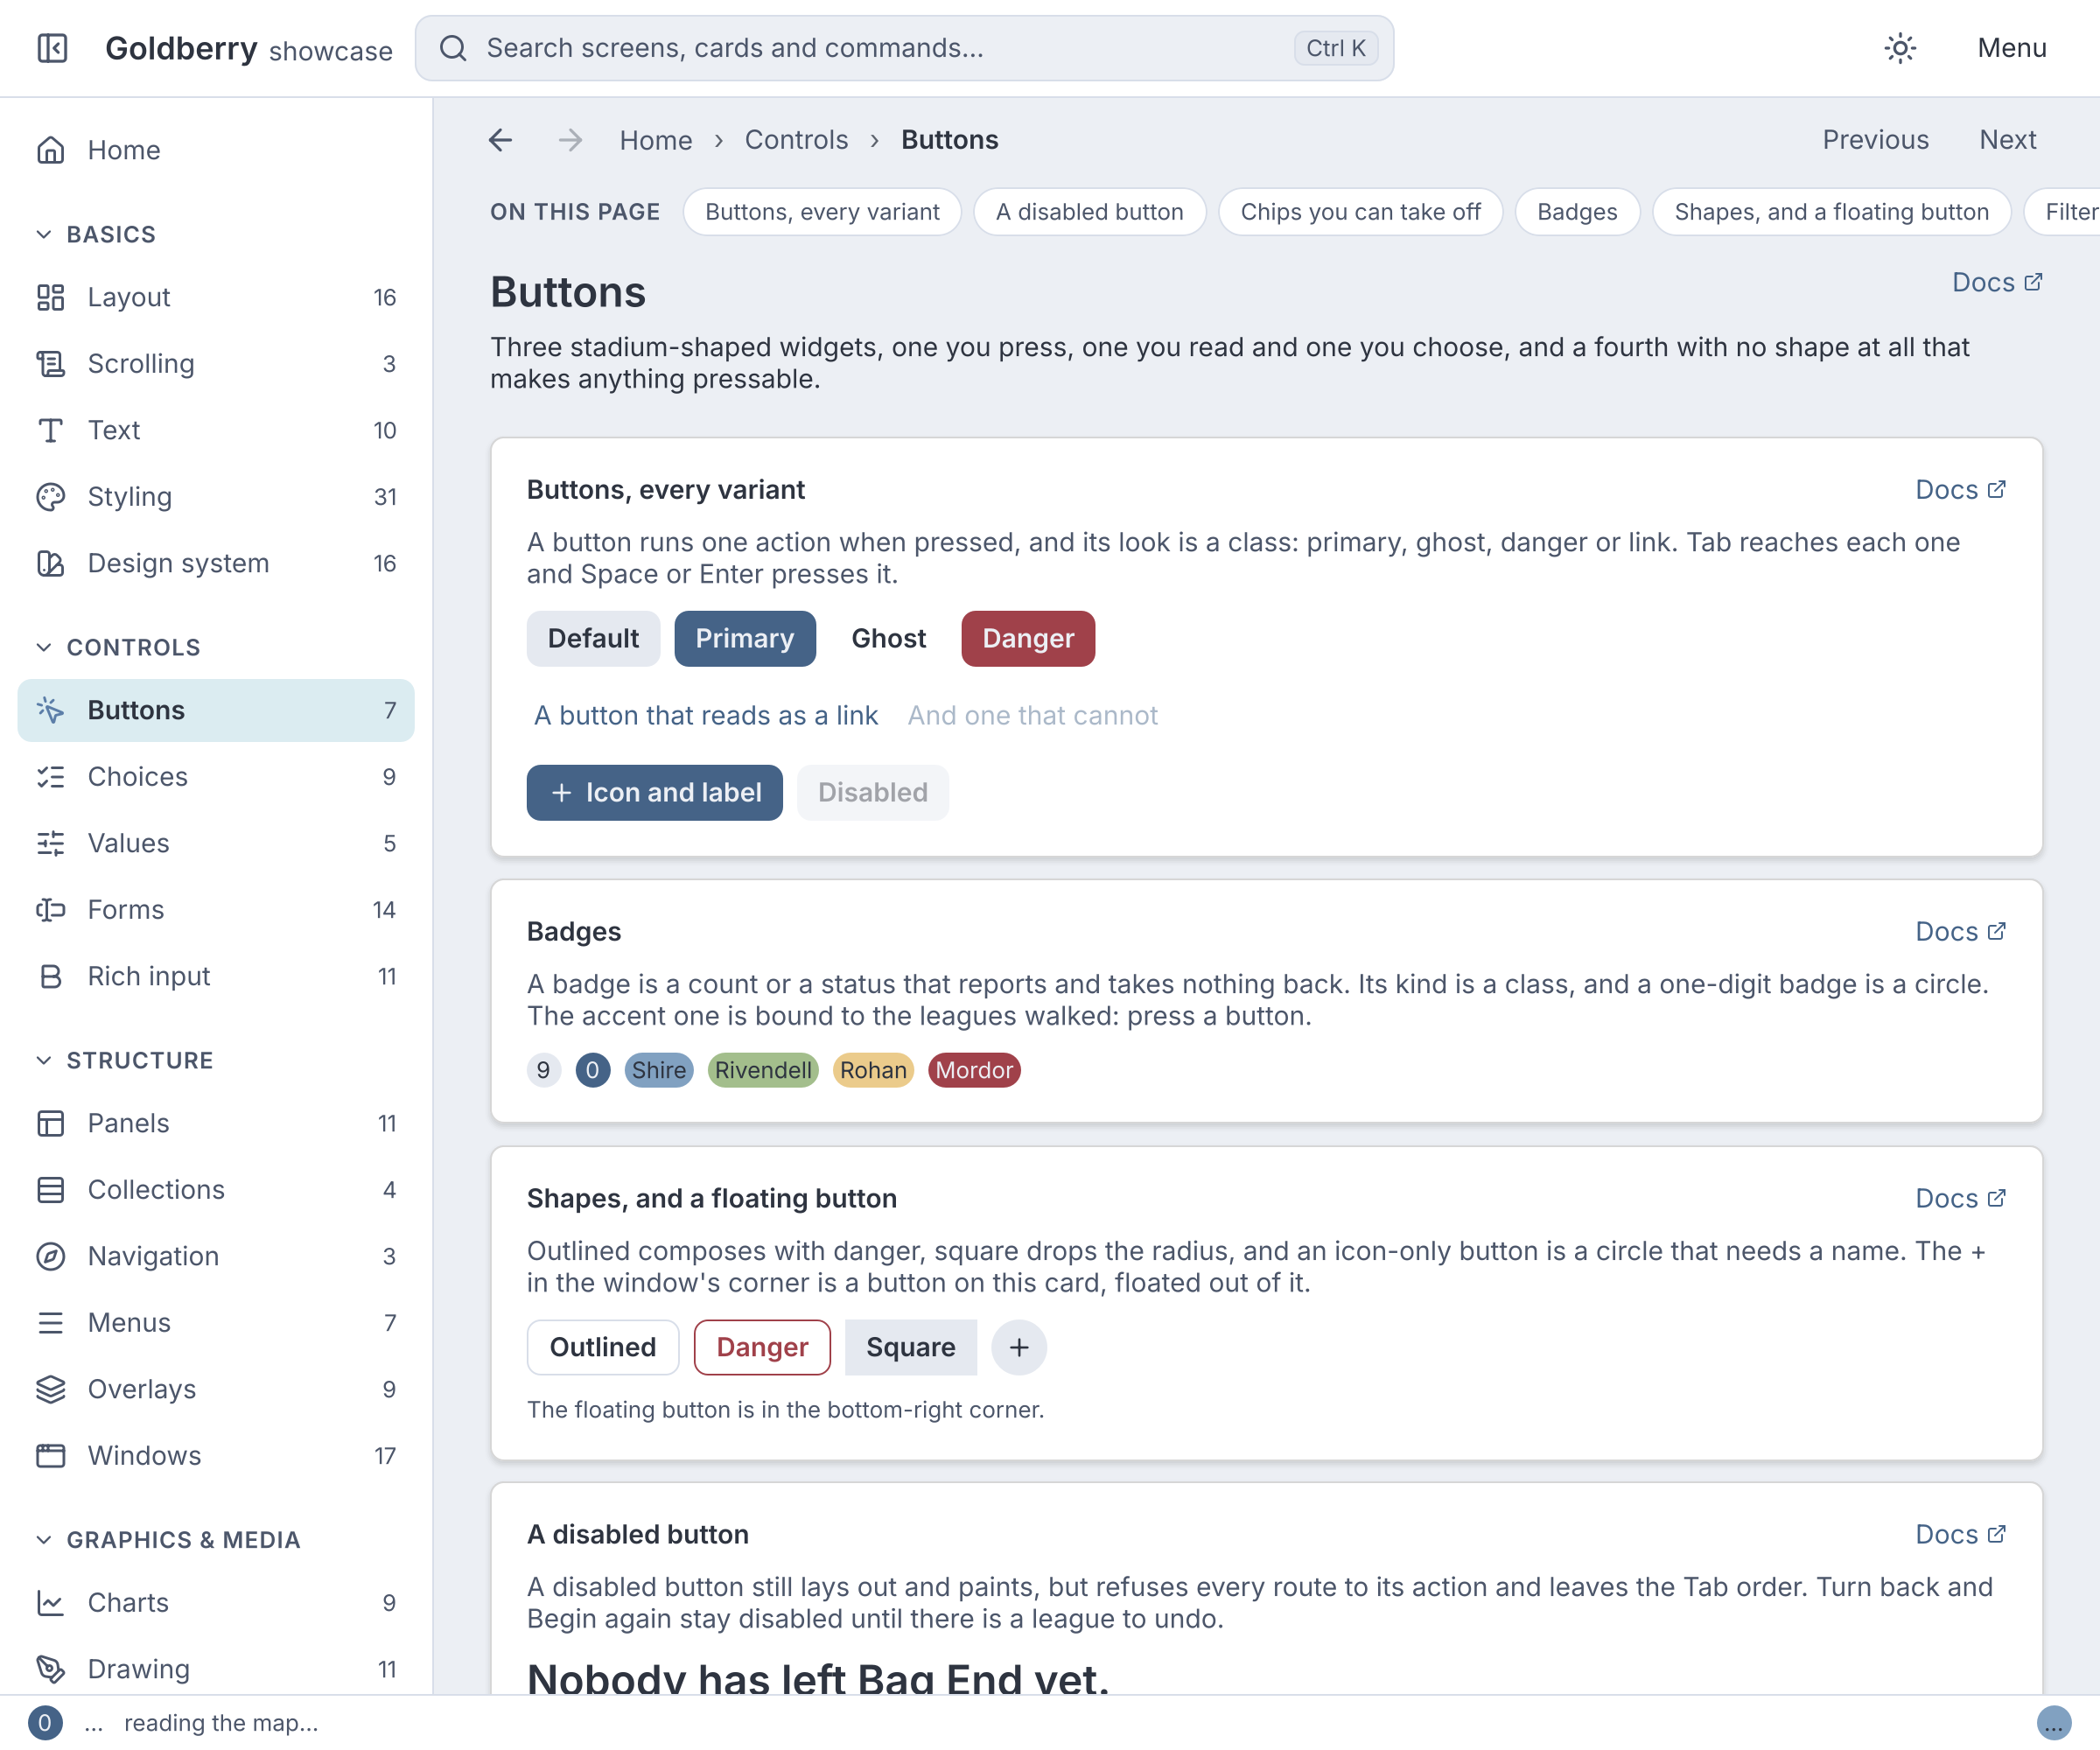 Goldberry showcase
Search screens, cards and commands...
Ctrl K
Menu
Home
BASICS
Layout 16
Scrolling 3
Text 10
Styling 31
Design system 16
CONTROLS
Buttons 7
Choices 9
Values 5
Forms 14
Rich input 11
STRUCTURE
Panels 11
Collections 4
Navigation 3
Menus 7
Overlays 9
Windows 17
GRAPHICS & MEDIA
Charts 9
Drawing 11
Home › Controls › Buttons
Previous Next
ON THIS PAGE
Buttons, every variant
A disabled button
Chips you can take off
Badges
Shapes, and a floating button
Filter
Buttons
Docs
Three stadium-shaped widgets, one you press, one you read and one you choose, and a fourth with no shape at all that
makes anything pressable.
Buttons, every variant
Docs
A button runs one action when pressed, and its look is a class: primary, ghost, danger or link. Tab reaches each one
and Space or Enter presses it.
Default Primary Ghost Danger
A button that reads as a link And one that cannot
+ Icon and label Disabled
Badges
Docs
A badge is a count or a status that reports and takes nothing back. Its kind is a class, and a one-digit badge is a circle.
The accent one is bound to the leagues walked: press a button.
9 0 Shire Rivendell Rohan Mordor
Shapes, and a floating button
Docs
Outlined composes with danger, square drops the radius, and an icon-only button is a circle that needs a name. The +
in the window's corner is a button on this card, floated out of it.
Outlined Danger Square +
The floating button is in the bottom-right corner.
A disabled button
Docs
A disabled button still lays out and paints, but refuses every route to its action and leaves the Tab order. Turn back and
Begin again stay disabled until there is a league to undo.
Nobody has left Bag End yet.
0 ... reading the map...
...